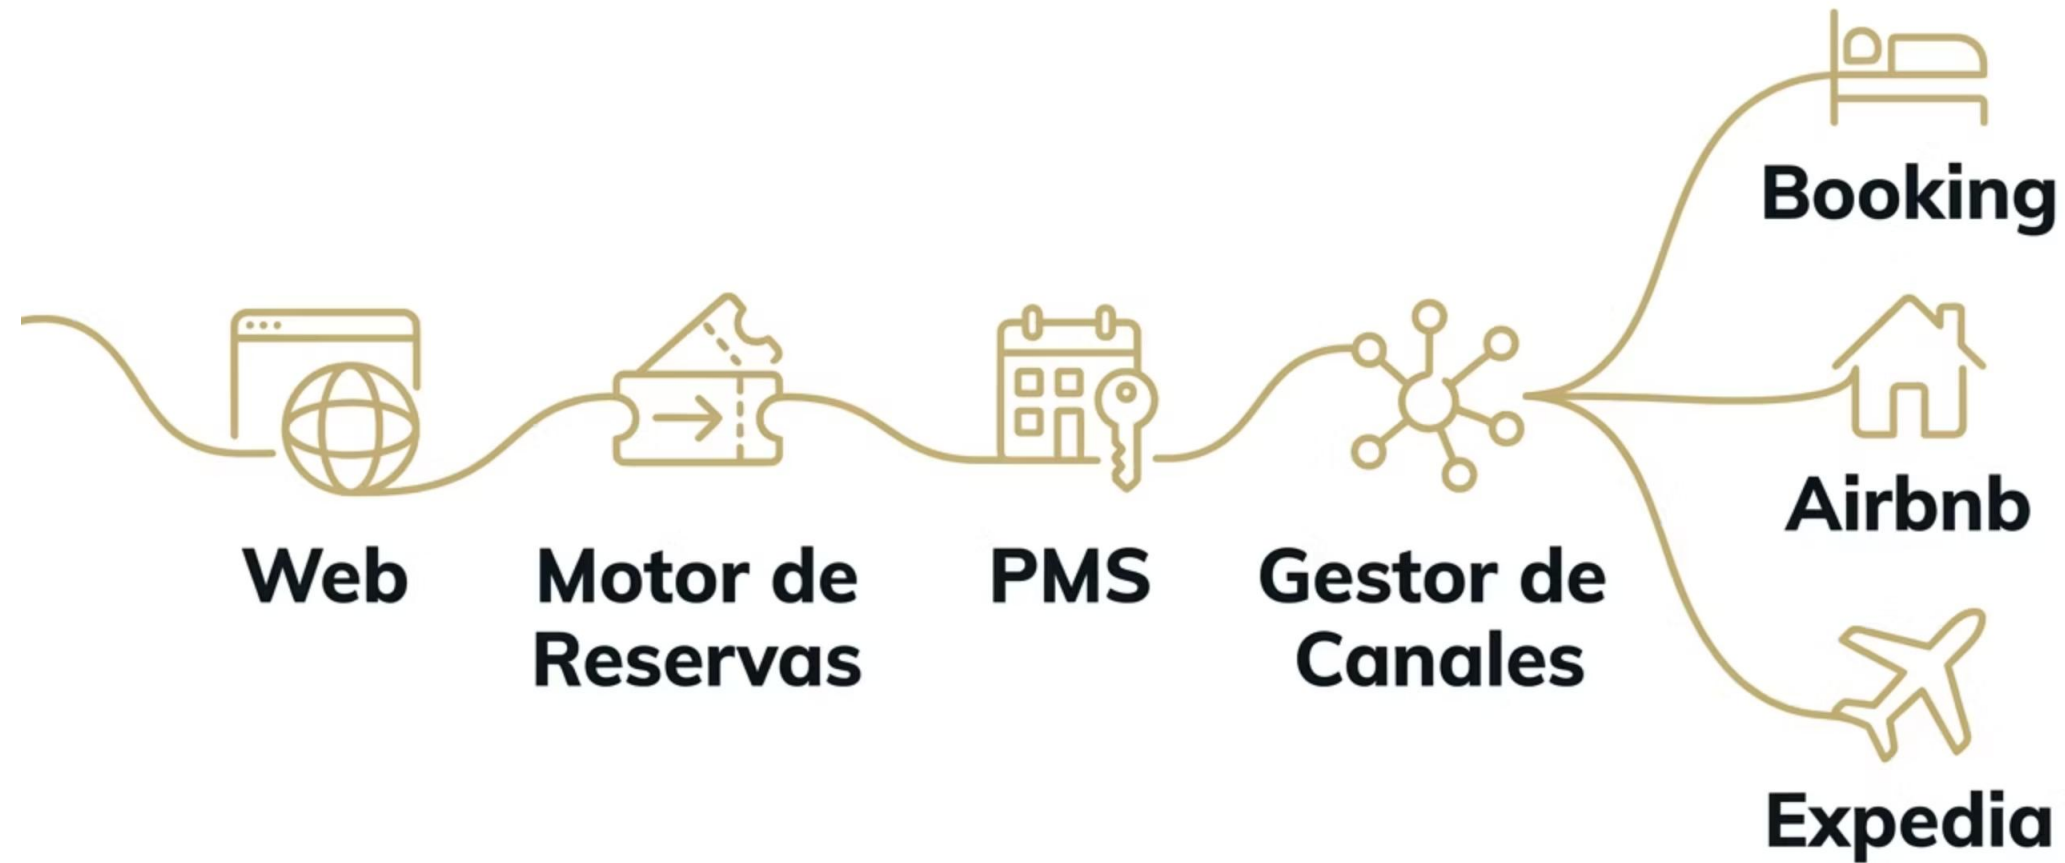 Booking
Airbnb
Web
Motor de
Reservas
PMS
Gestor de
Canales
Expedia